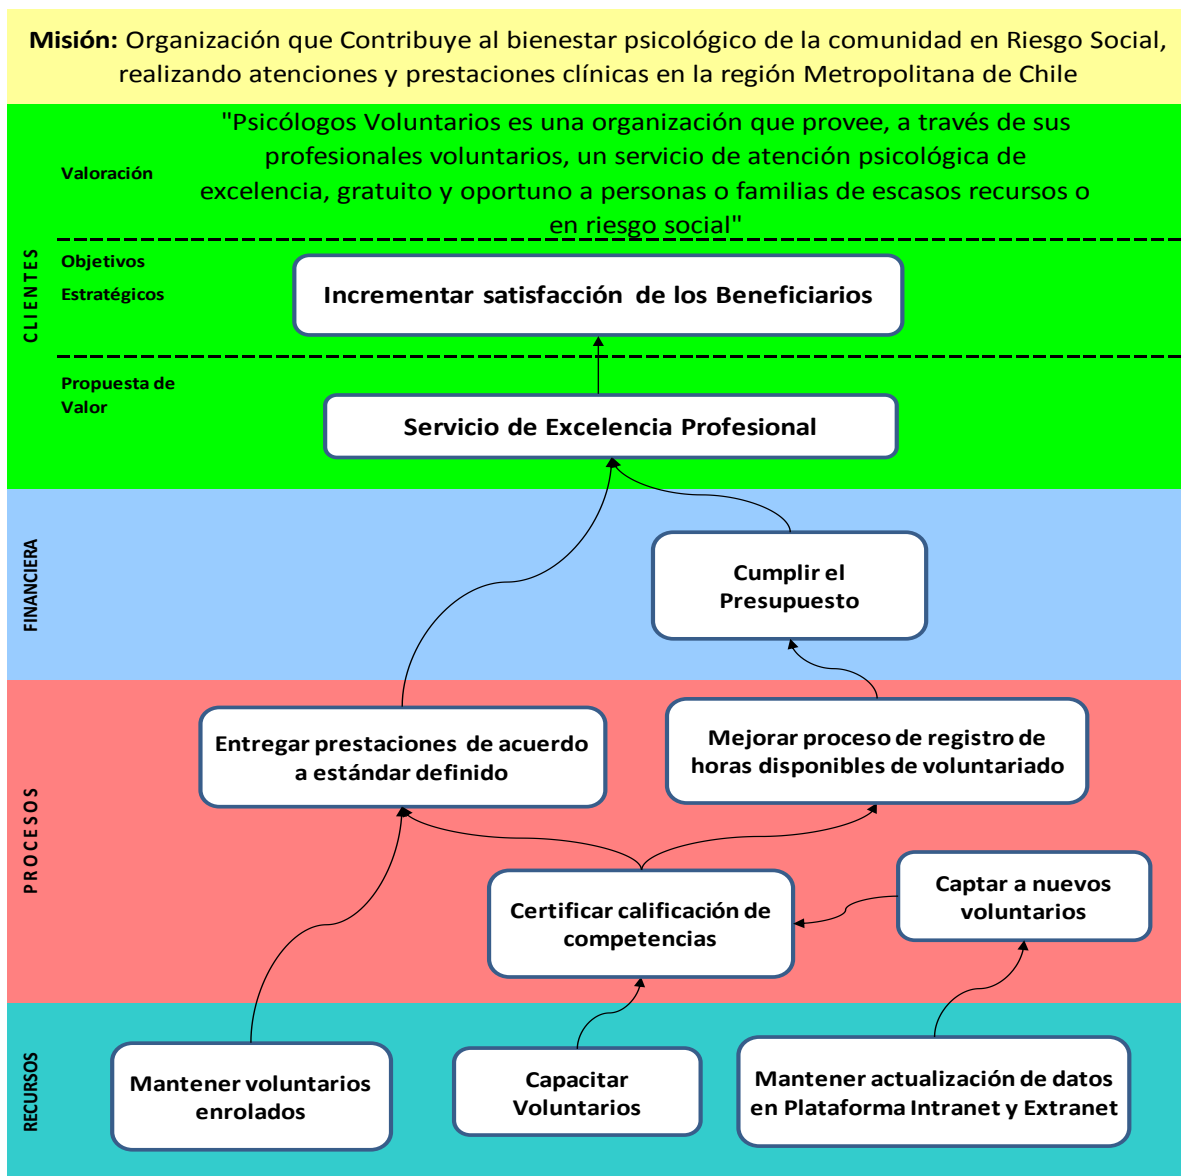 Misión: Organización que Contribuye al bienestar psicológico de la comunidad en Riesgo Social,
realizando atenciones y prestaciones clínicas en la región Metropolitana de Chile
CLIENTES
Valoración
"Psicólogos Voluntarios es una organización que provee, a través de sus
profesionales voluntarios, un servicio de atención psicológica de
excelencia, gratuito y oportuno a personas o familias de escasos recursos o
en riesgo social"
Objetivos
Estratégicos
Incrementar satisfacción de los Beneficiarios
Propuesta de
Valor
Servicio de Excelencia Profesional
FINANCIERA
Cumplir el
Presupuesto
PROCESOS
Entregar prestaciones de acuerdo
a estándar definido
Mejorar proceso de registro de
horas disponibles de voluntariado
Certificar calificación de
competencias
Captar a nuevos
voluntarios
RECURSOS
Mantener voluntarios
enrolados
Capacitar
Voluntarios
Mantener actualización de datos
en Plataforma Intranet y Extranet